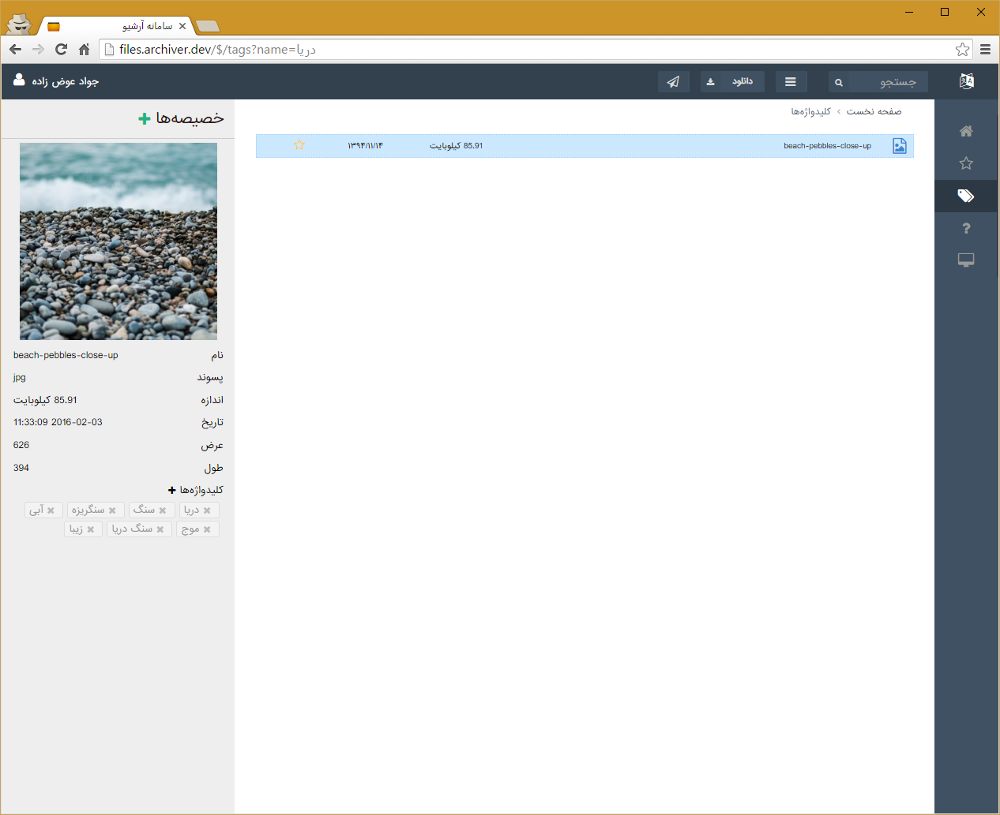 سامانه آرشیو
files.archiver.dev/$/tags?name=دریا
جستجو
دانلود
جواد عوض زاده
صفحه نخست › کلیدواژه‌ها
beach-pebbles-close-up 85.91 کیلوبایت ۱۳۹۴/۱۱/۱۴
خصیصه‌ها
نام beach-pebbles-close-up
پسوند jpg
اندازه 85.91 کیلوبایت
تاریخ 11:33:09 2016-02-03
عرض 626
طول 394
کلیدواژه‌ها
دریا سنگ سنگریزه آبی
موج سنگ دریا زیبا